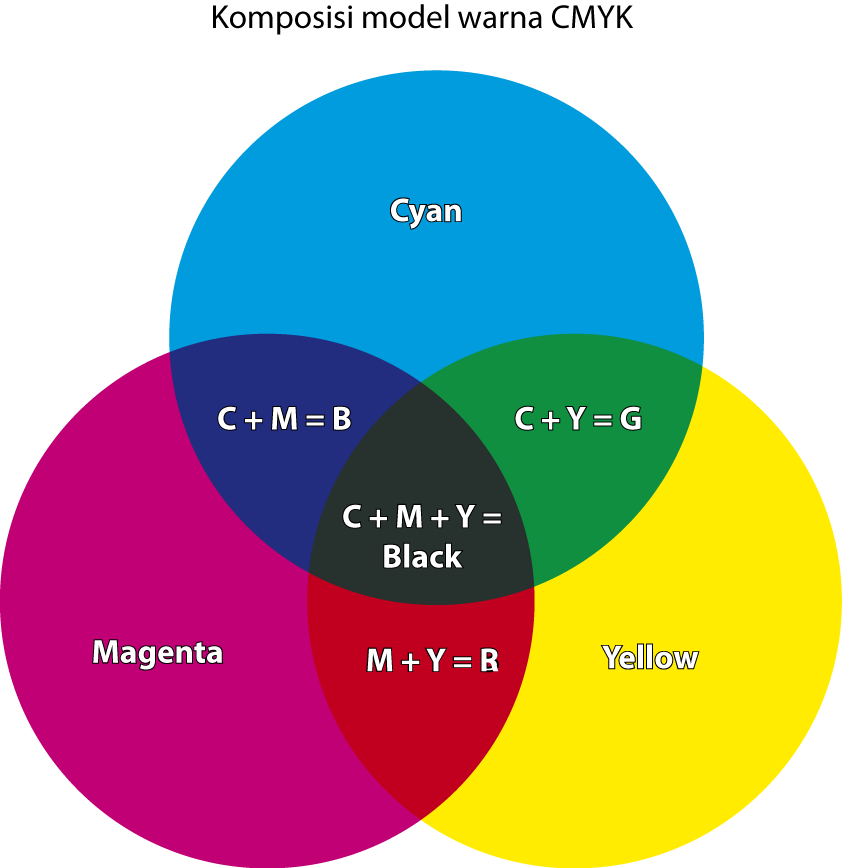 Komposisi model warna CMYK
Cyan
C + M = B
C + Y = G
C + M + Y =
Black
Magenta
M + Y = R
Yellow